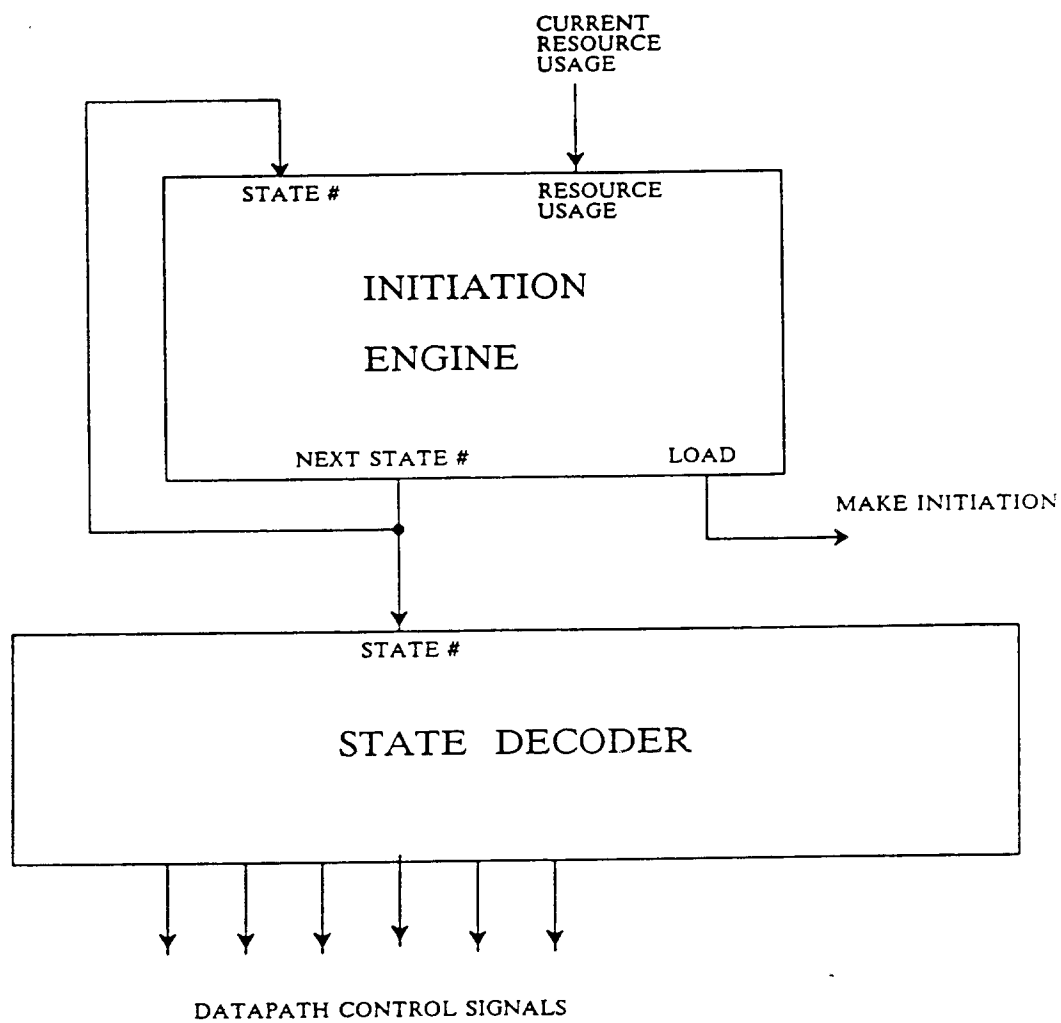 CURRENT
RESOURCE
USAGE
STATE #
RESOURCE
USAGE
INITIATION
ENGINE
NEXT STATE #
LOAD
MAKE INITIATION
STATE #
STATE DECODER
DATAPATH CONTROL SIGNALS